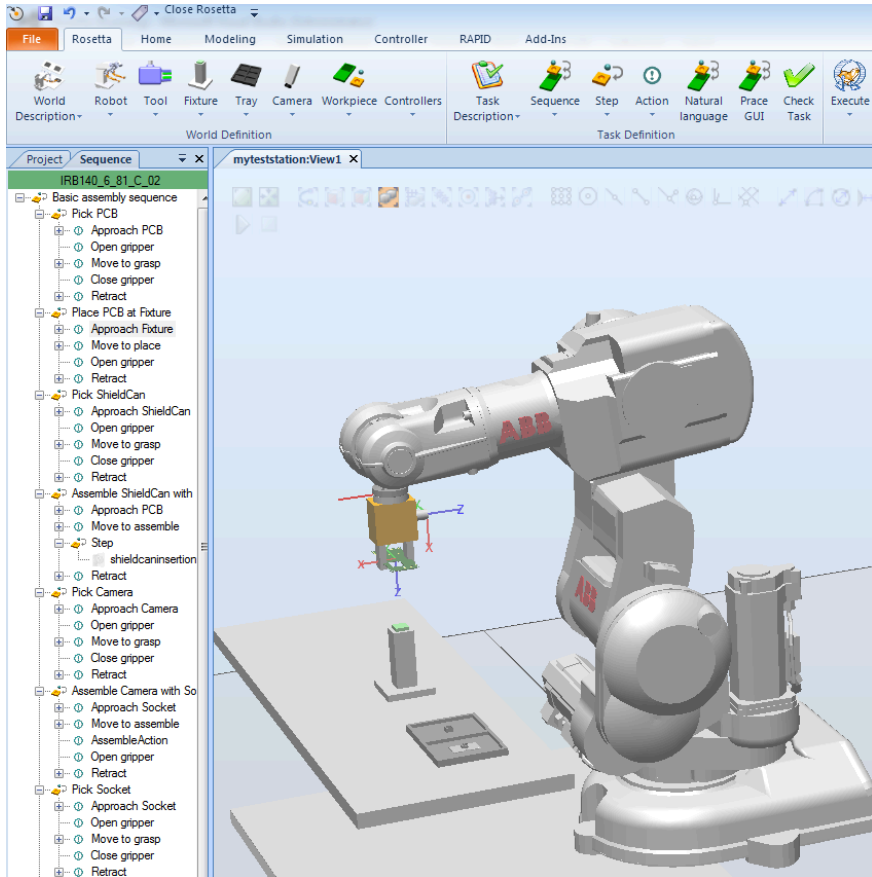 Close Rosetta
File Rosetta Home Modeling Simulation Controller RAPID Add-Ins
World Description Robot Tool Fixture Tray Camera Workpiece Controllers Task Description Sequence Step Action Natural language Prace GUI Check Task Execute
World Definition Task Definition
Project Sequence myteststation:View1
IRB140_6_81_C_02
Basic assembly sequence
Pick PCB
Approach PCB
Open gripper
Move to grasp
Close gripper
Retract
Place PCB at Fixture
Approach Fixture
Move to place
Open gripper
Retract
Pick ShieldCan
Approach ShieldCan
Open gripper
Move to grasp
Close gripper
Retract
Assemble ShieldCan with
Approach PCB
Move to assemble
Step
shieldcaninsertion
Retract
Pick Camera
Approach Camera
Open gripper
Move to grasp
Close gripper
Retract
Assemble Camera with So
Approach Socket
Move to assemble
AssembleAction
Open gripper
Retract
Pick Socket
Approach Socket
Open gripper
Move to grasp
Close gripper
Retract
ABB
X
Z
X
X
Z
ABB